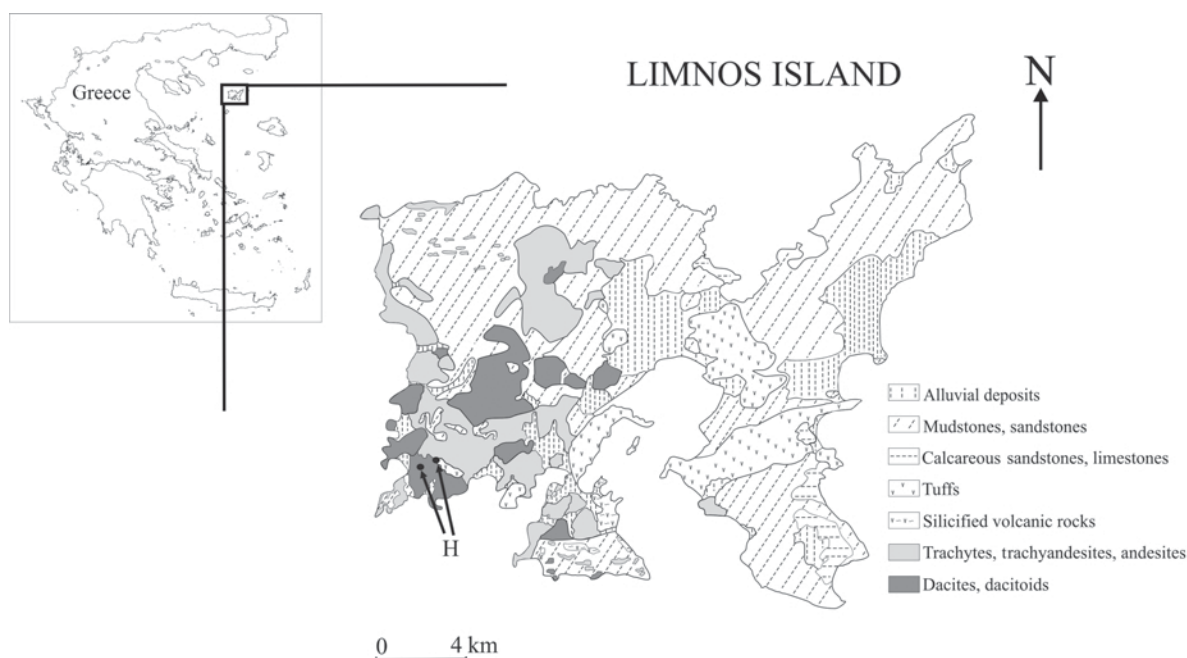 Greece
LIMNOS ISLAND
N
H
Alluvial deposits
Mudstones, sandstones
Calcareous sandstones, limestones
Tuffs
Silicified volcanic rocks
Trachytes, trachyandesites, andesites
Dacites, dacitoids
0 4 km